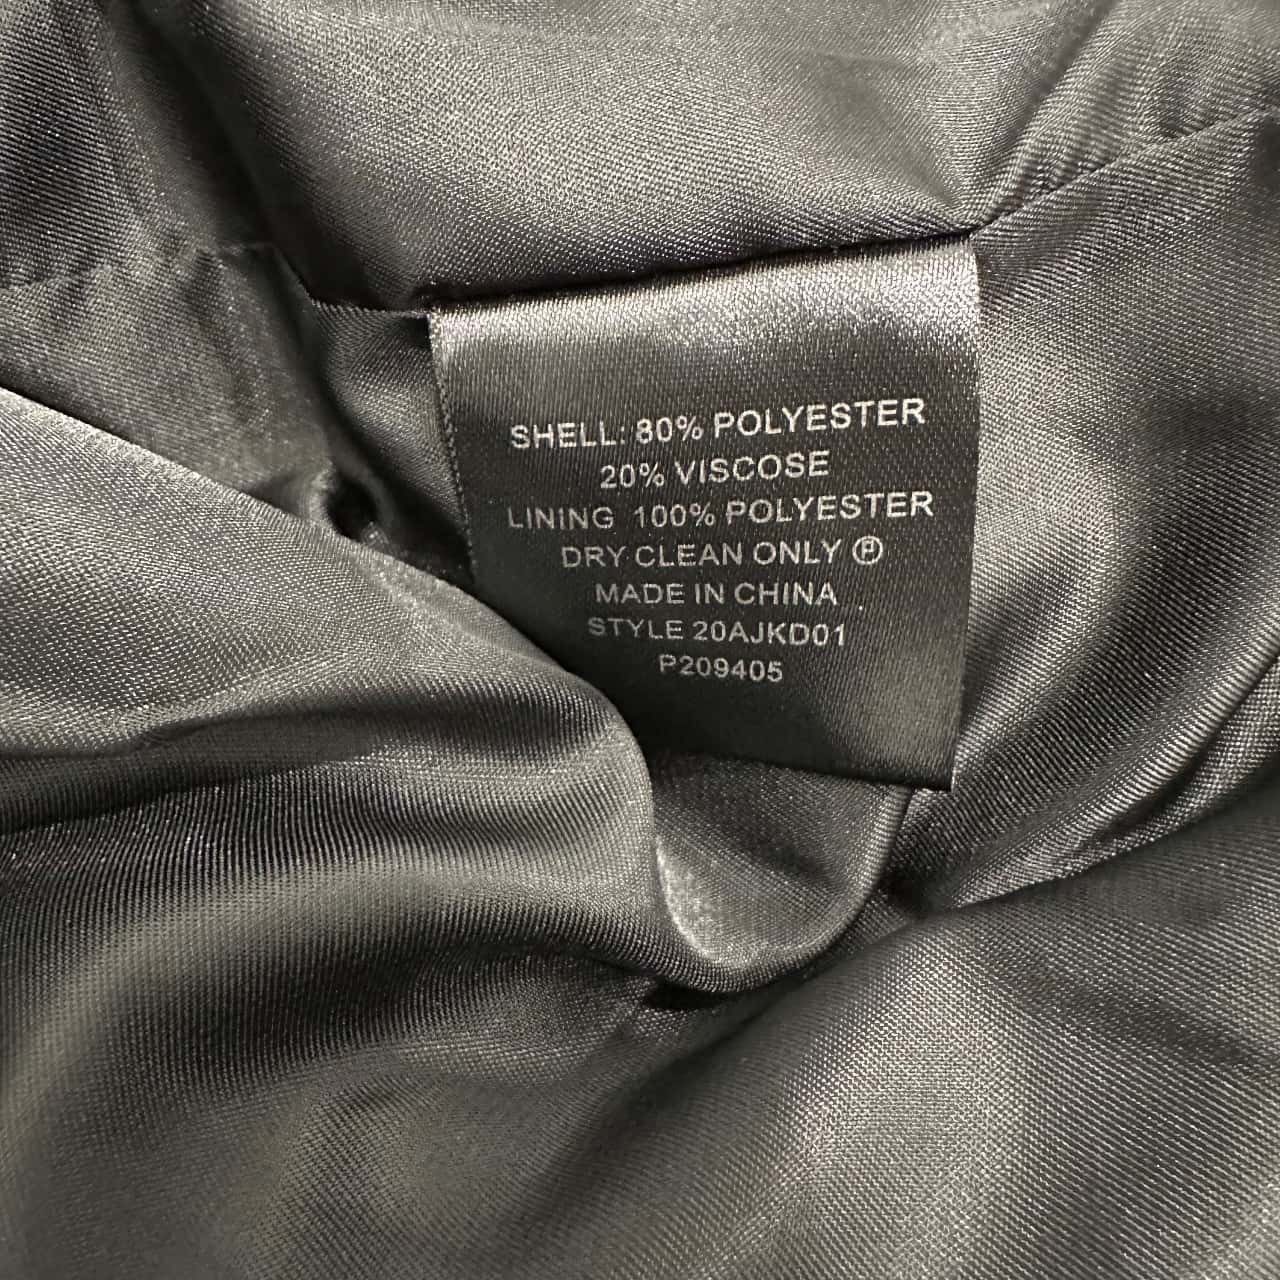 SHELL: 80% POLYESTER
20% VISCOSE
LINING 100% POLYESTER
DRY CLEAN ONLY Ⓟ
MADE IN CHINA
STYLE 20AJKD01
P209405